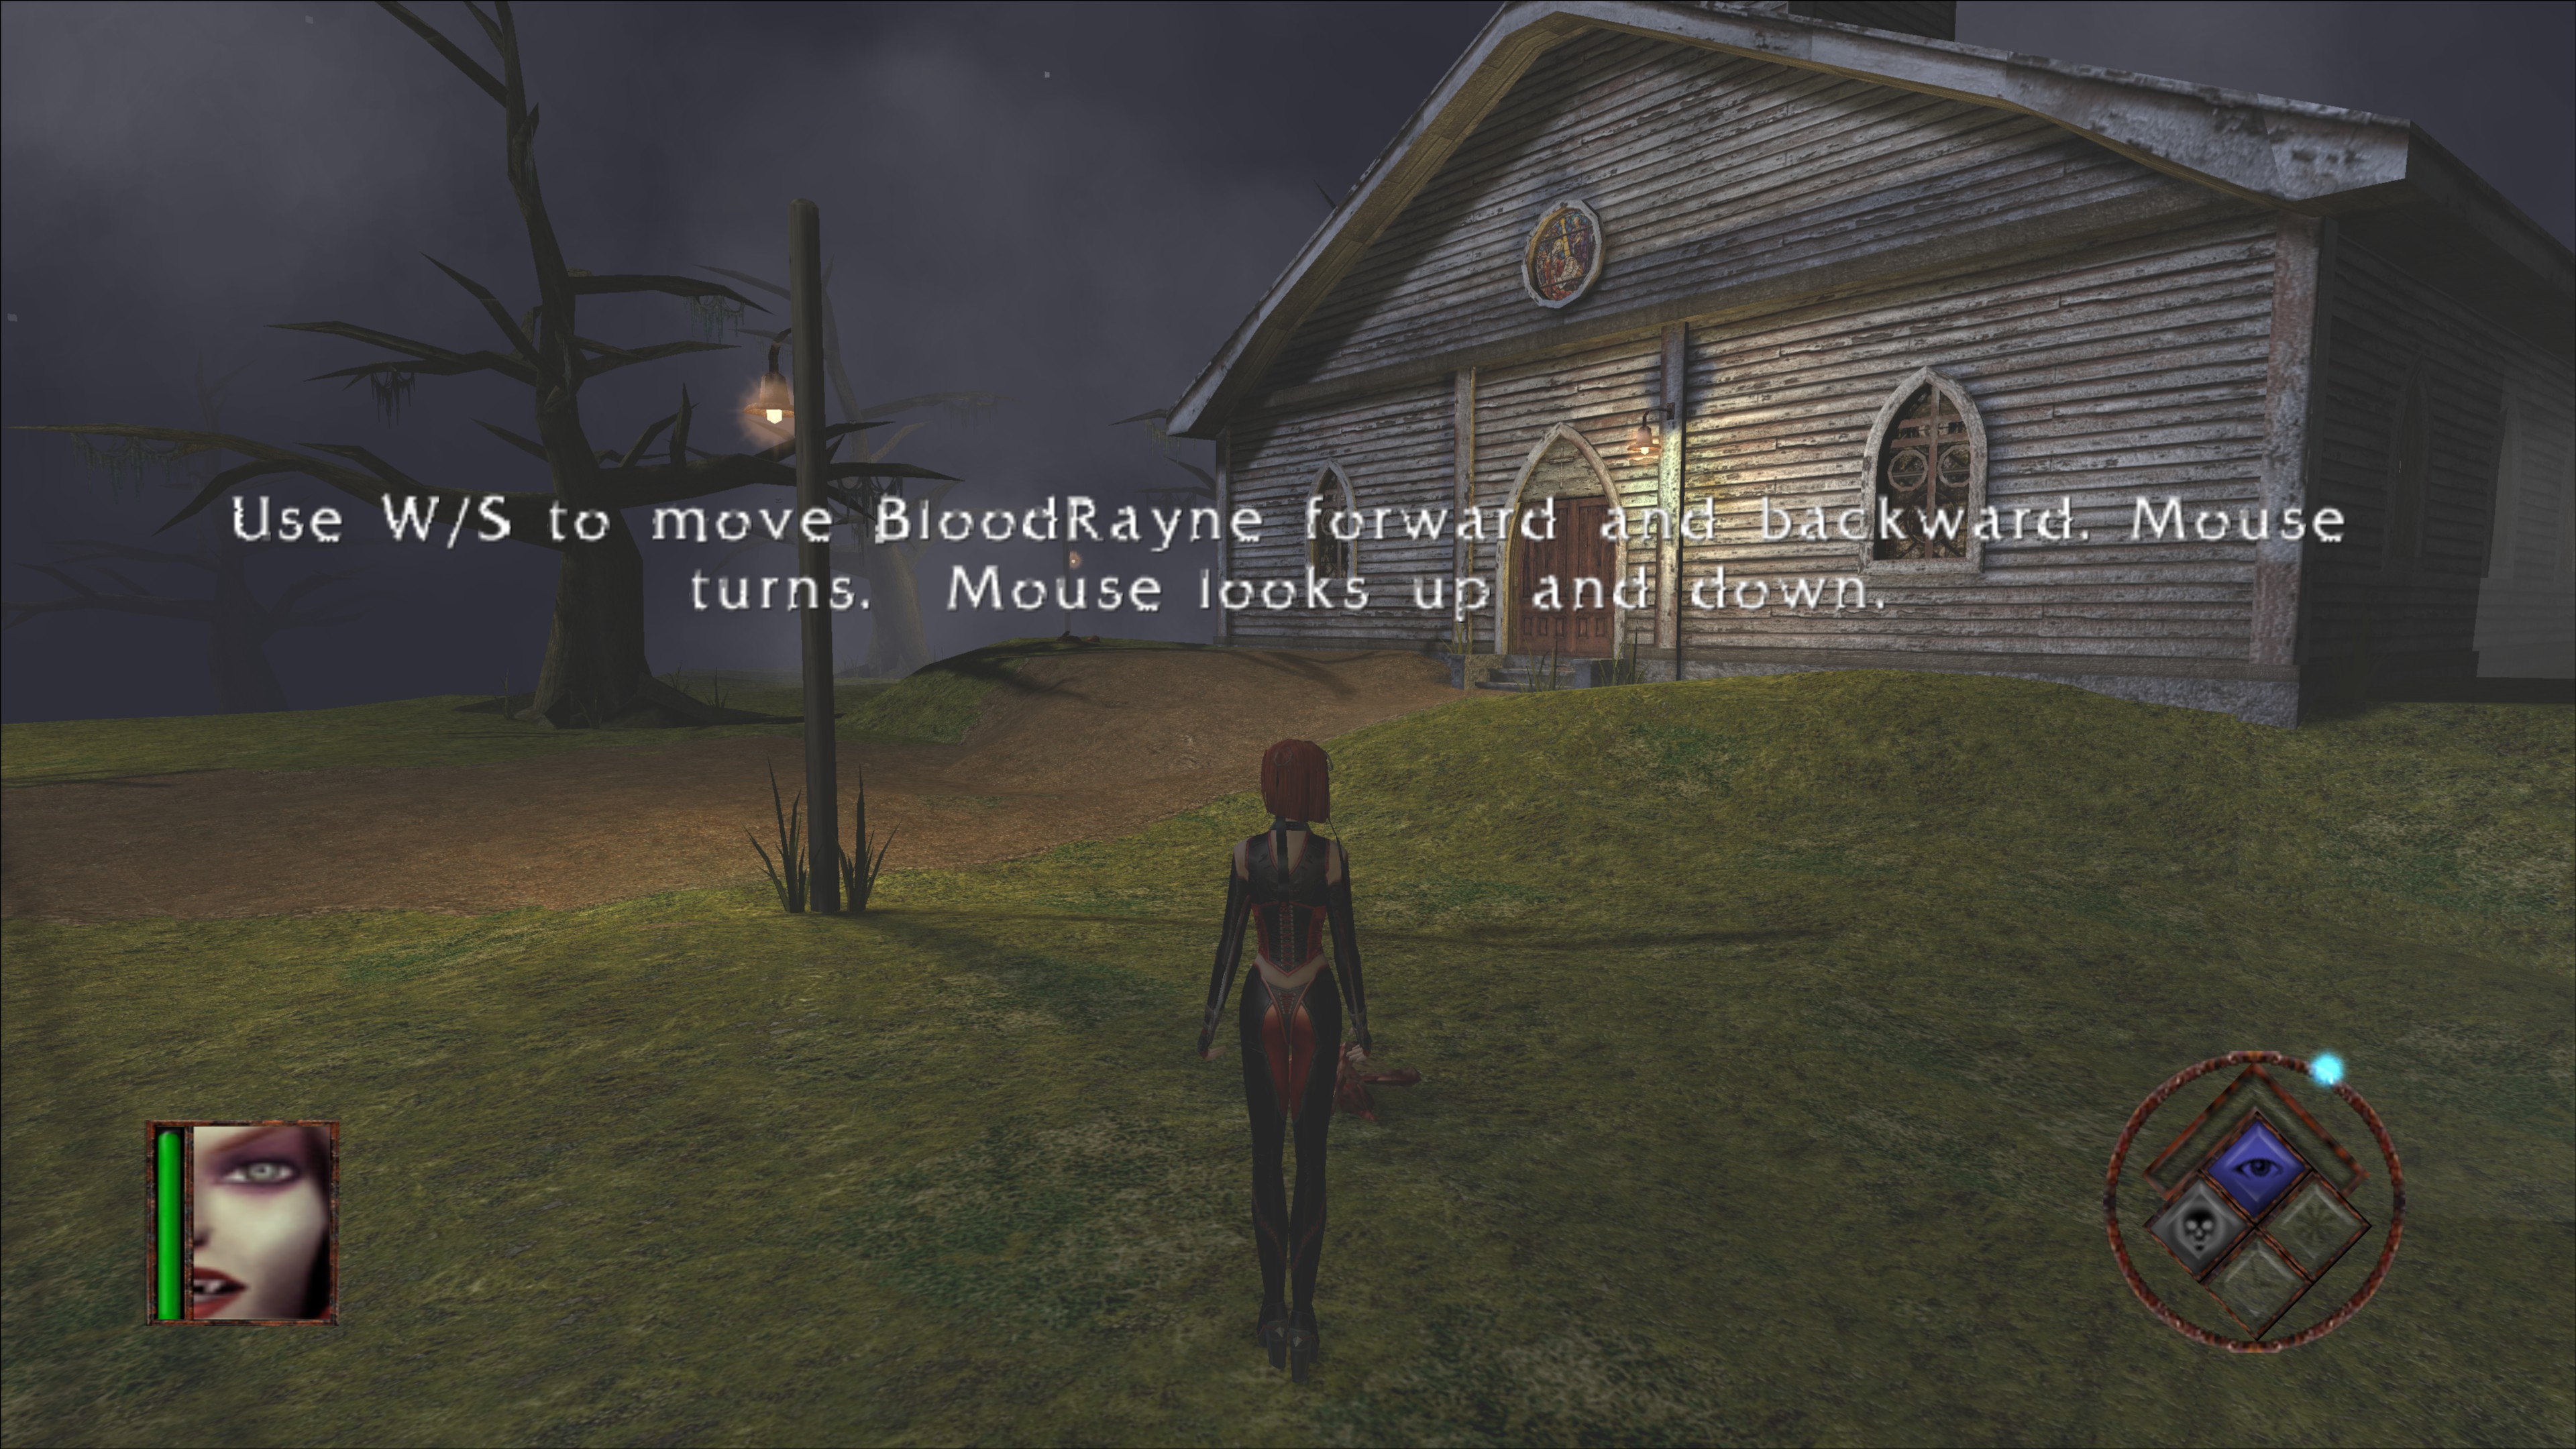 Use W/S to move BloodRayne forward and backward. Mouse
turns. Mouse looks up and down.